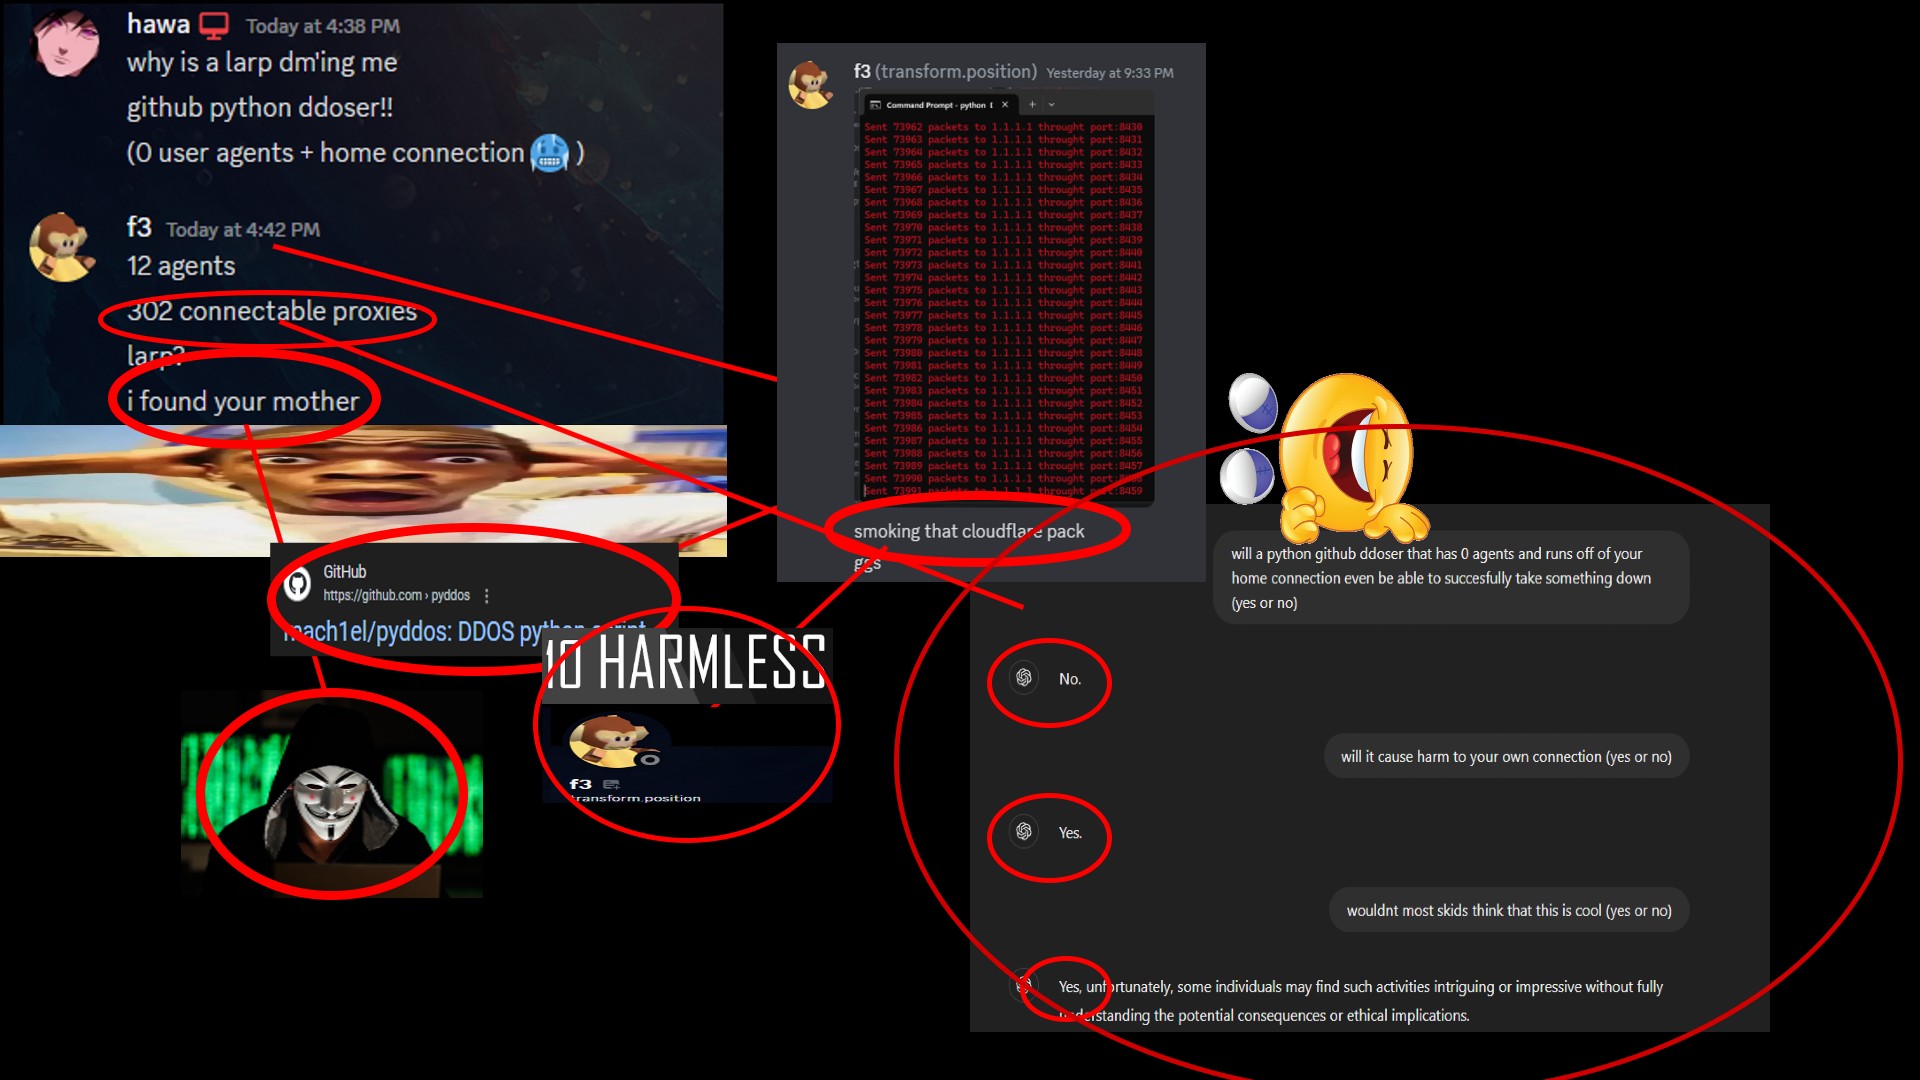 hawa Today at 4:38 PM
why is a larp dm'ing me
github python ddoser!!
(0 user agents + home connection 🥶 )
f3 Today at 4:42 PM
12 agents
302 connectable proxies
larp?
i found your mother
GitHub
https://github.com › pyddos
mach1el/pyddos: DDOS python script
10 HARMLESS
f3
transform.position
f3 (transform.position) Yesterday at 9:33 PM
Command Prompt - python
Sent 73962 packets to 1.1.1.1 throught port:8430
Sent 73963 packets to 1.1.1.1 throught port:8431
Sent 73964 packets to 1.1.1.1 throught port:8432
Sent 73965 packets to 1.1.1.1 throught port:8433
Sent 73966 packets to 1.1.1.1 throught port:8434
Sent 73967 packets to 1.1.1.1 throught port:8435
Sent 73968 packets to 1.1.1.1 throught port:8436
Sent 73969 packets to 1.1.1.1 throught port:8437
Sent 73970 packets to 1.1.1.1 throught port:8438
Sent 73971 packets to 1.1.1.1 throught port:8439
Sent 73972 packets to 1.1.1.1 throught port:8440
Sent 73973 packets to 1.1.1.1 throught port:8441
Sent 73974 packets to 1.1.1.1 throught port:8442
Sent 73975 packets to 1.1.1.1 throught port:8443
Sent 73976 packets to 1.1.1.1 throught port:8444
Sent 73977 packets to 1.1.1.1 throught port:8445
Sent 73978 packets to 1.1.1.1 throught port:8446
Sent 73979 packets to 1.1.1.1 throught port:8447
Sent 73980 packets to 1.1.1.1 throught port:8448
Sent 73981 packets to 1.1.1.1 throught port:8449
Sent 73982 packets to 1.1.1.1 throught port:8450
Sent 73983 packets to 1.1.1.1 throught port:8451
Sent 73984 packets to 1.1.1.1 throught port:8452
Sent 73985 packets to 1.1.1.1 throught port:8453
Sent 73986 packets to 1.1.1.1 throught port:8454
Sent 73987 packets to 1.1.1.1 throught port:8455
Sent 73988 packets to 1.1.1.1 throught port:8456
Sent 73989 packets to 1.1.1.1 throught port:8457
Sent 73990 packets to 1.1.1.1 throught port:8458
Sent 73991 packets to 1.1.1.1 throught port:8459
smoking that cloudflare pack
ggs
will a python github ddoser that has 0 agents and runs off of your
home connection even be able to succesfully take something down
(yes or no)
No.
will it cause harm to your own connection (yes or no)
Yes.
wouldnt most skids think that this is cool (yes or no)
Yes, unfortunately, some individuals may find such activities intriguing or impressive without fully
understanding the potential consequences or ethical implications.